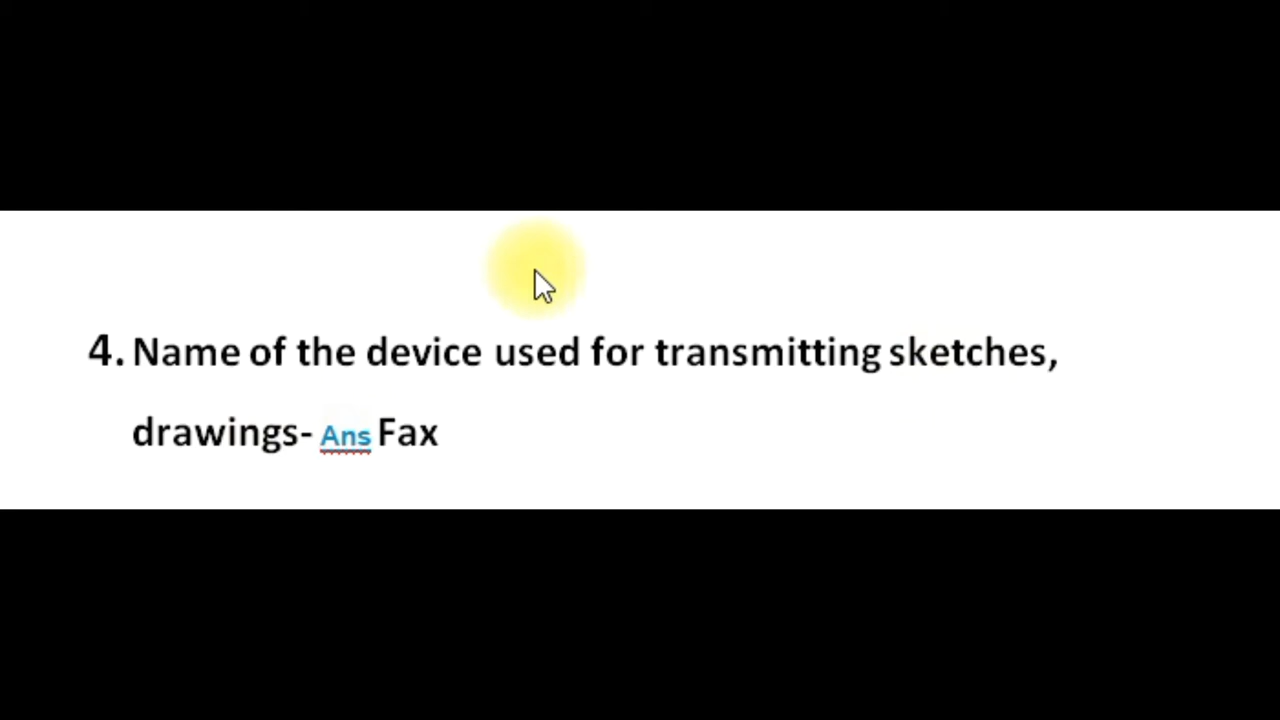 4. Name of the device used for transmitting sketches,
drawings- Ans Fax